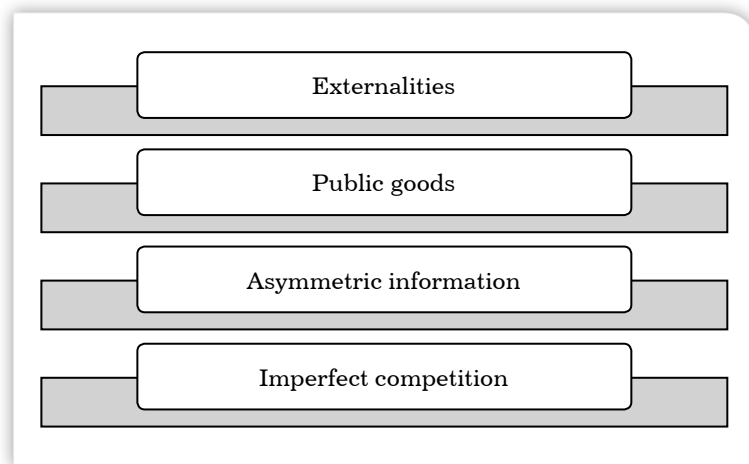 Externalities
Public goods
Asymmetric information
Imperfect competition